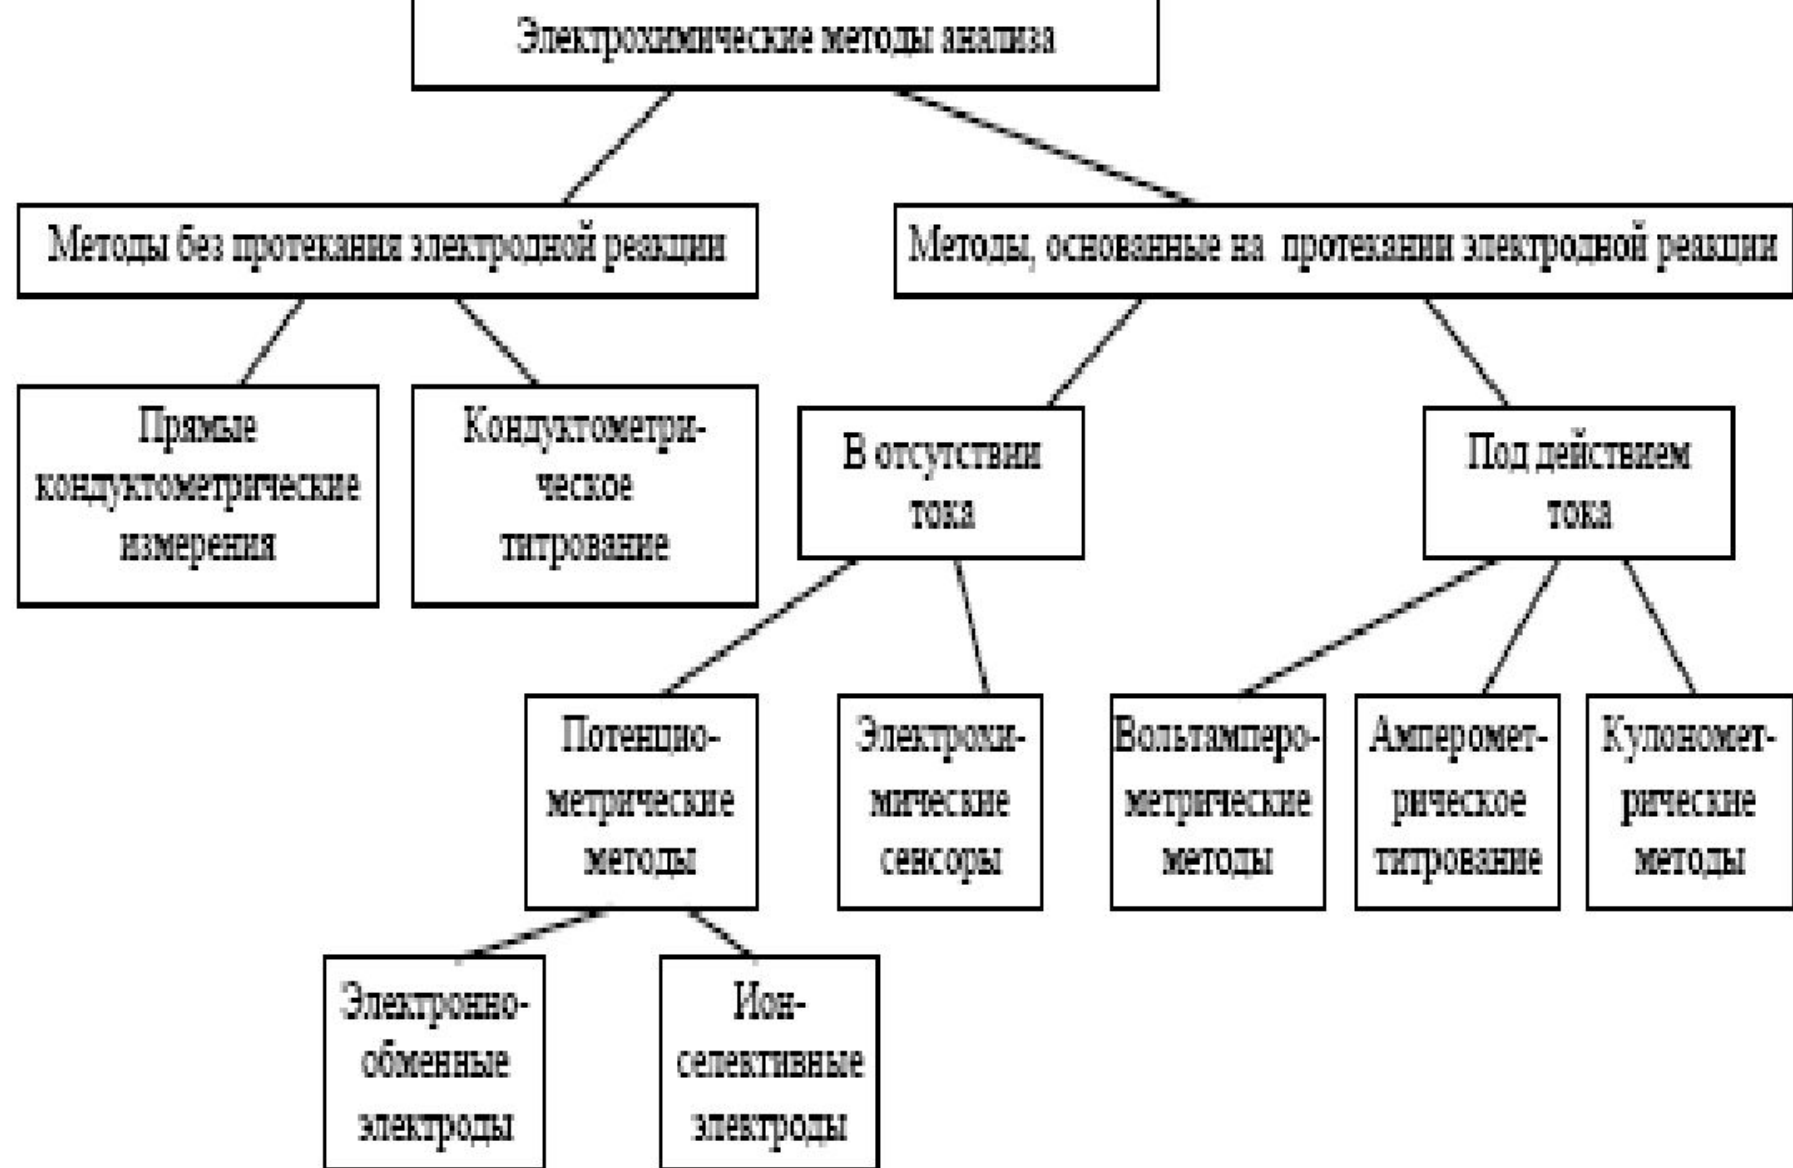 Электрохимические методы анализа
Методы без протекания электродной реакции
Методы, основанные на протекании электродной реакции
Прямые
кондуктометрические
измерения
Кондуктометри-
ческое
титрование
В отсутствии
тока
Под действием
тока
Потенцио-
метрические
методы
Электрохи-
мические
сенсоры
Вольтамперо-
метрические
методы
Амперомет-
рическое
титрование
Кулономет-
рические
методы
Электронно-
обменные
электроды
Ион-
селективные
электроды